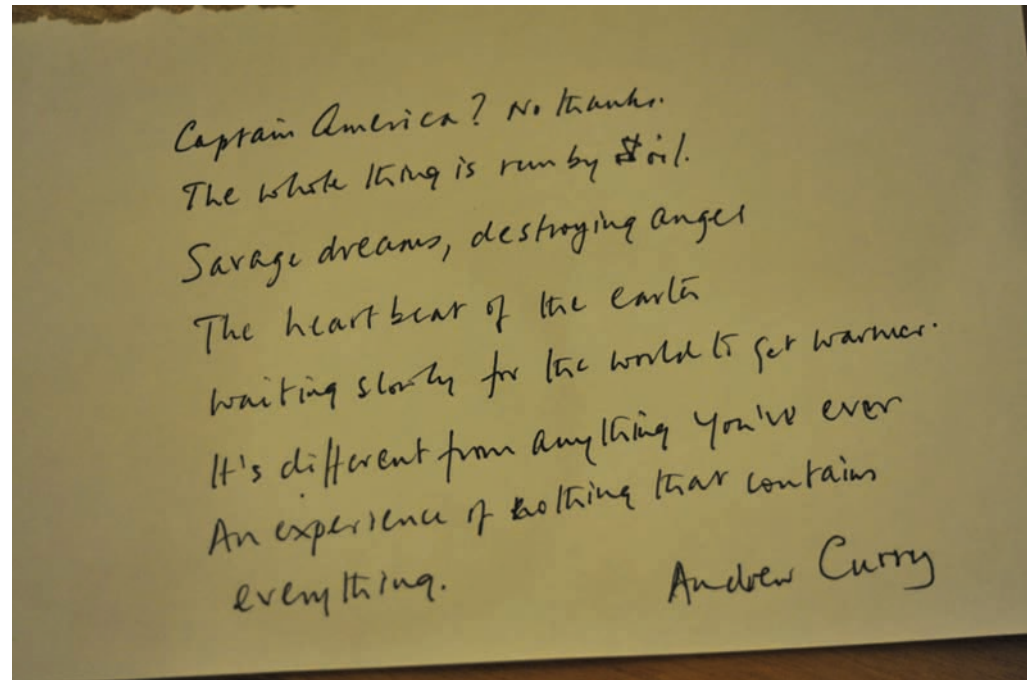 Captain America? No thanks.
The whole thing is run by oil.
Savage dreams, destroying angel
The heart beat of the earth
waiting slowly for the world to get warmer.
It's different from anything you've ever
An experience of nothing that contains
everything.
Andrew Curry